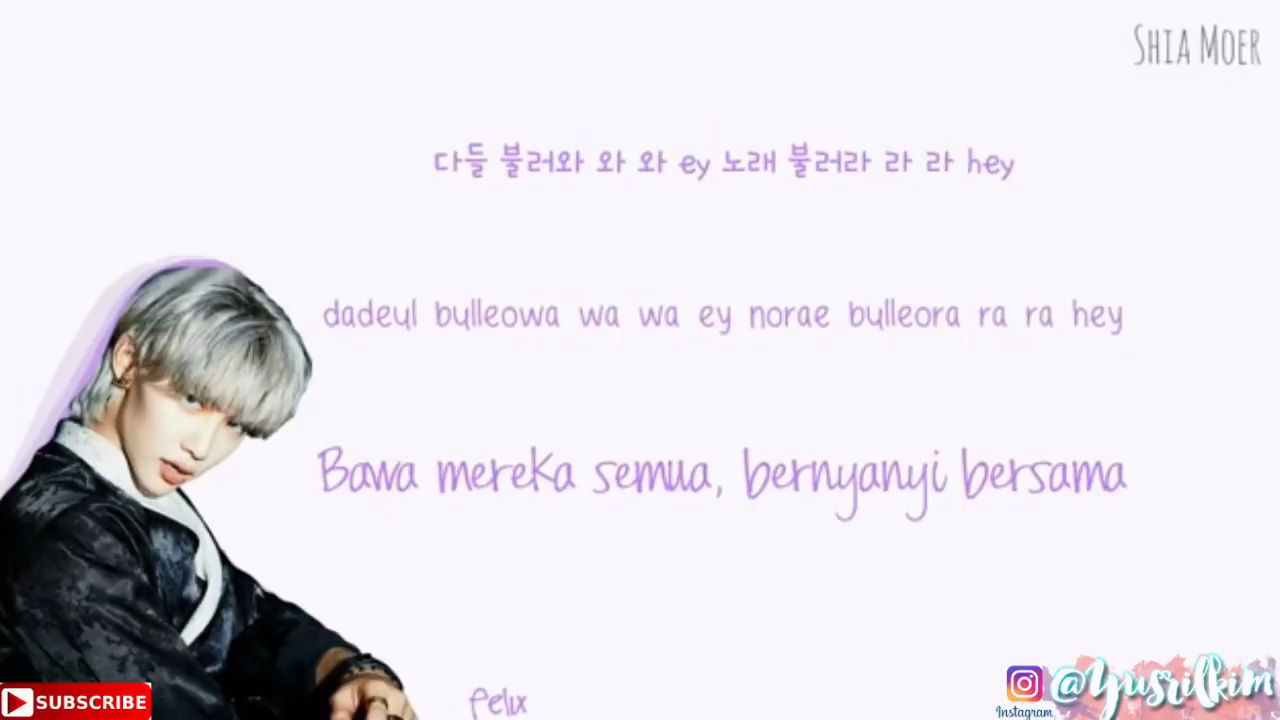 Shia Moer
다들 불러와 와 와 ey 노래 불러라 라 라 hey
dadeul bulleowa wa wa ey norae bulleora ra ra hey
Bawa mereka semua, bernyanyi bersama
Felix
SUBSCRIBE
@yusrilkim
Instagram